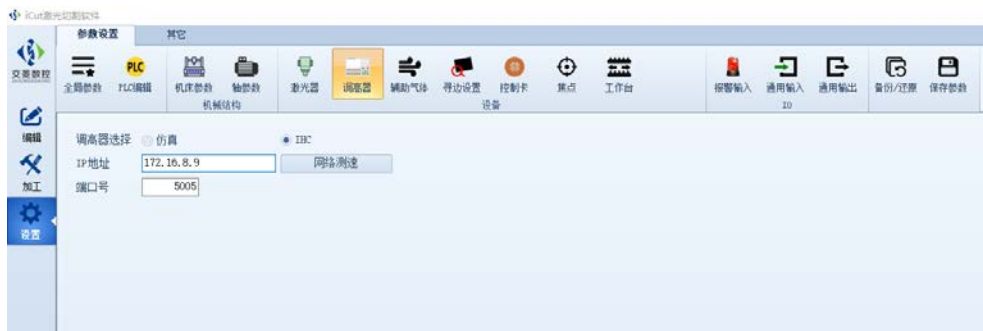 iCut激光切割软件
参数设置 其它
交菱数控
全局参数 PLC编辑 机床参数 轴参数 激光器 调高器 辅助气体 寻边设置 控制卡 焦点 工作台 报警输入 通用输入 通用输出 备份/还原 保存参数
PLC
机械结构 设备 IO
编辑
加工
设置
调高器选择 仿真 IHC
IP地址 172.16.8.9 网络测速
端口号 5005